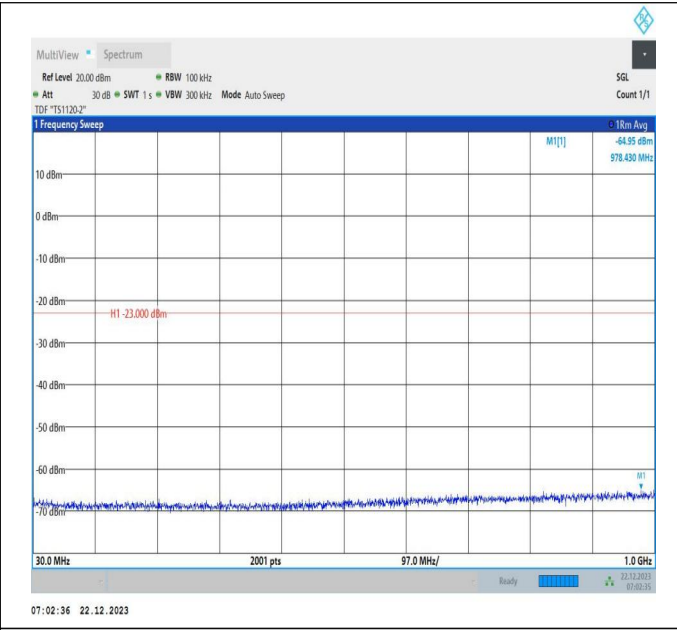 MultiView Spectrum
Ref Level 20.00 dBm RBW 100 kHz SGL
Att 30 dB SWT 1 s VBW 300 kHz Mode Auto Sweep Count 1/1
TDF "TS1120-2"
1 Frequency Sweep 1Rm Avg
M1[1] -64.95 dBm
978.430 MHz
10 dBm
0 dBm
-10 dBm
-20 dBm
H1 -23.000 dBm
-30 dBm
-40 dBm
-50 dBm
-60 dBm
M1
-70 dBm
30.0 MHz 2001 pts 97.0 MHz/ 1.0 GHz
Ready 22.12.2023
07:02:35
07:02:36 22.12.2023